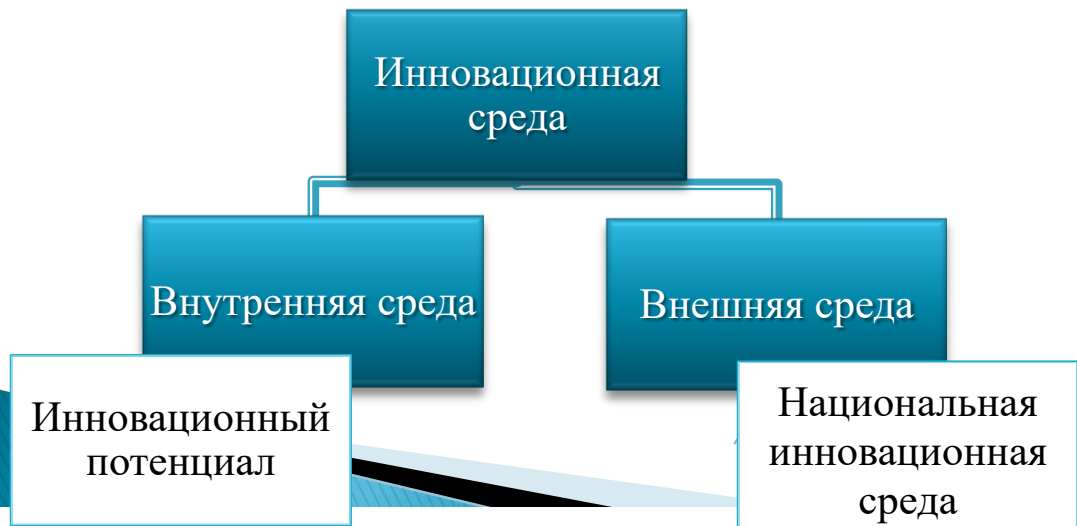 Инновационная
среда
Внутренняя среда
Внешняя среда
Инновационный
потенциал
Национальная
инновационная
среда